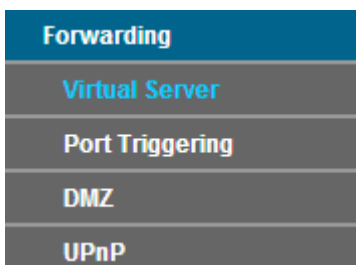 Forwarding
Virtual Server
Port Triggering
DMZ
UPnP